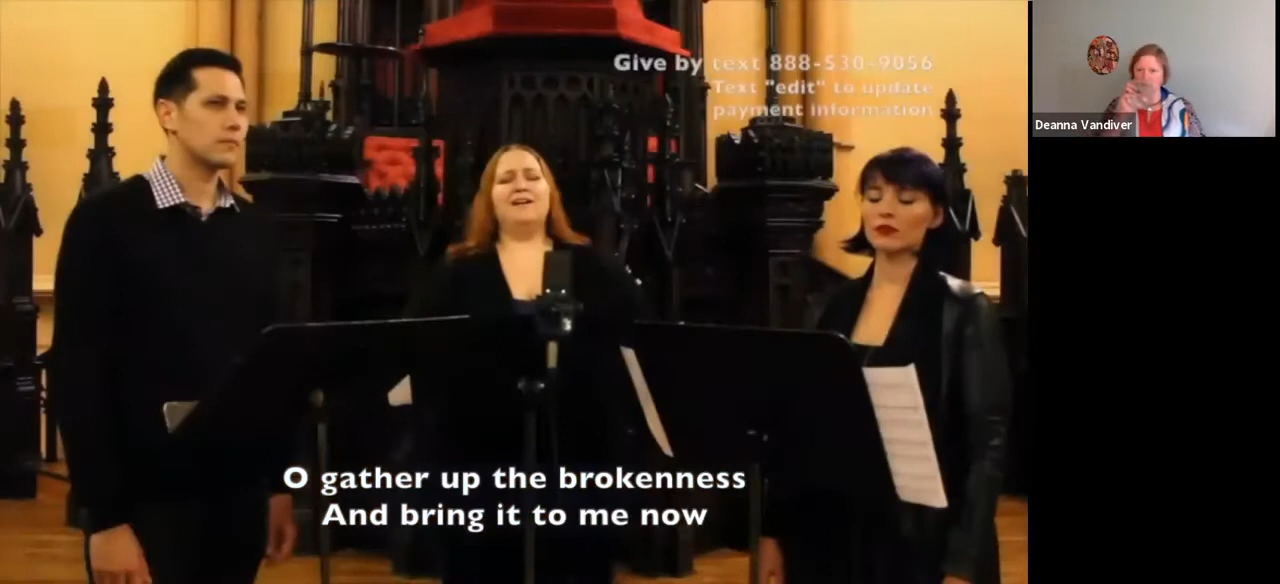 Give by text 888-530-9056
Text "edit" to update
payment information
Deanna Vandiver
O gather up the brokenness
And bring it to me now